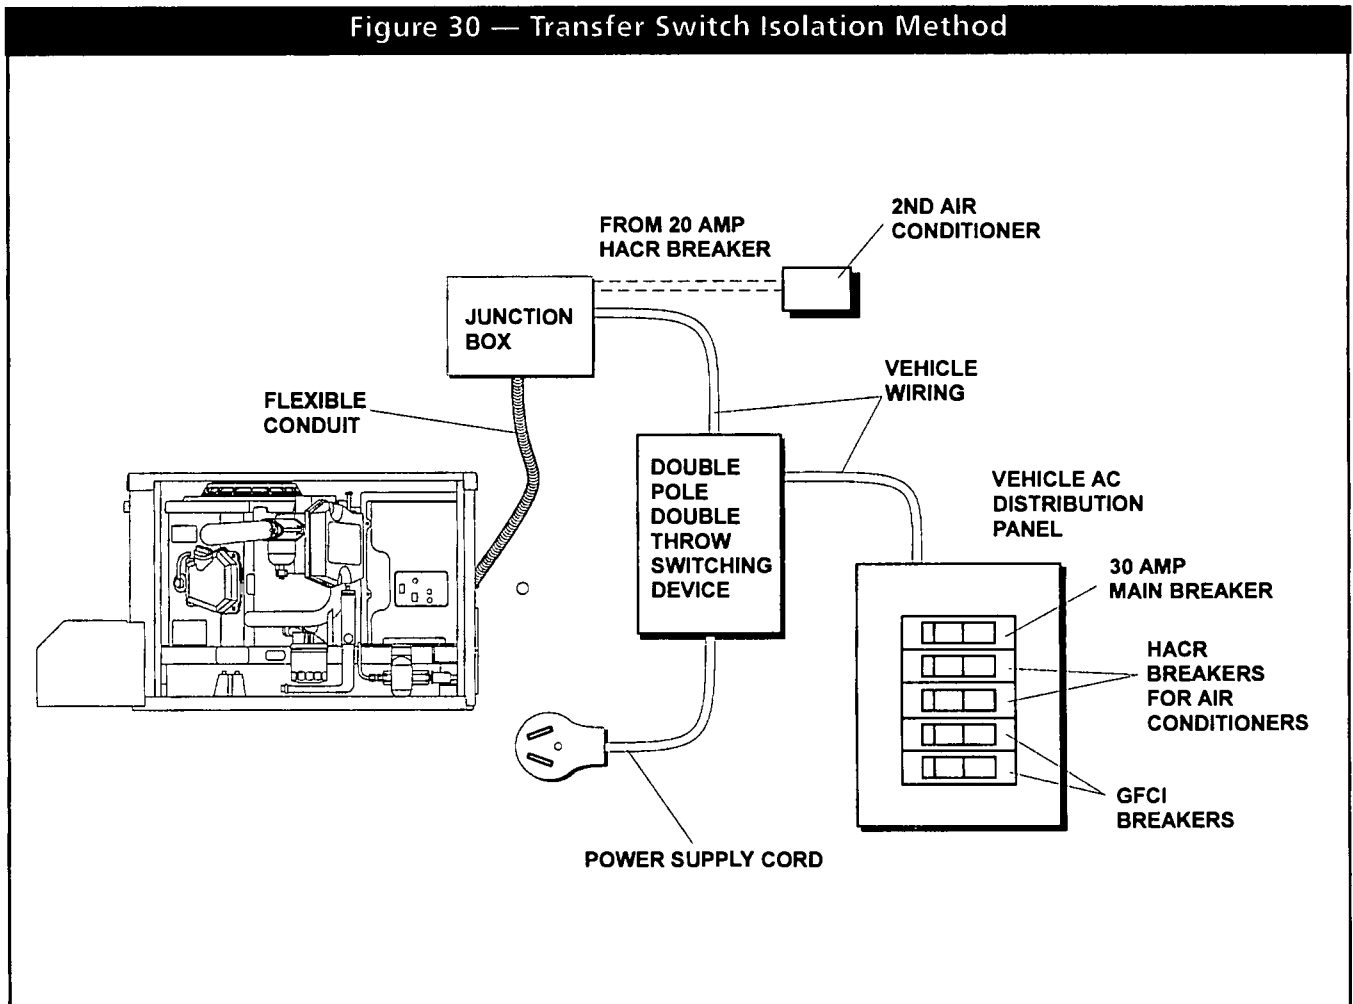 Figure 30 — Transfer Switch Isolation Method
2ND AIR
CONDITIONER
FROM 20 AMP
HACR BREAKER
JUNCTION
BOX
VEHICLE
WIRING
FLEXIBLE
CONDUIT
DOUBLE
POLE
DOUBLE
THROW
SWITCHING
DEVICE
VEHICLE AC
DISTRIBUTION
PANEL
30 AMP
MAIN BREAKER
HACR
BREAKERS
FOR AIR
CONDITIONERS
GFCI
BREAKERS
POWER SUPPLY CORD